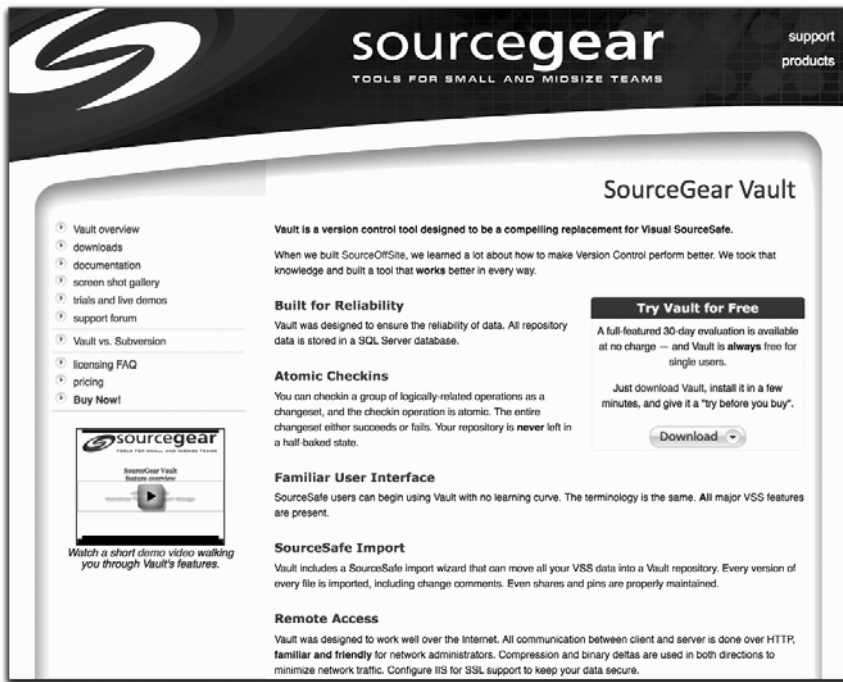 sourcegear
TOOLS FOR SMALL AND MIDSIZE TEAMS
support
products
SourceGear Vault
Vault overview
downloads
documentation
screen shot gallery
trials and live demos
support forum
Vault vs. Subversion
licensing FAQ
pricing
Buy Now!
sourcegear
TOOLS FOR SMALL AND MIDSIZE TEAMS
SourceGear Vault
feature overview
Watch a short demo video walking
you through Vault's features.
Vault is a version control tool designed to be a compelling replacement for Visual SourceSafe.
When we built SourceOffSite, we learned a lot about how to make Version Control perform better. We took that
knowledge and built a tool that works better in every way.
Built for Reliability
Vault was designed to ensure the reliability of data. All repository
data is stored in a SQL Server database.
Atomic Checkins
You can checkin a group of logically-related operations as a
changeset, and the checkin operation is atomic. The entire
changeset either succeeds or fails. Your repository is never left in
a half-baked state.
Try Vault for Free
A full-featured 30-day evaluation is available
at no charge — and Vault is always free for
single users.
Just download Vault, install it in a few
minutes, and give it a "try before you buy".
Download
Familiar User Interface
SourceSafe users can begin using Vault with no learning curve. The terminology is the same. All major VSS features
are present.
SourceSafe Import
Vault includes a SourceSafe import wizard that can move all your VSS data into a Vault repository. Every version of
every file is imported, including change comments. Even shares and pins are properly maintained.
Remote Access
Vault was designed to work well over the Internet. All communication between client and server is done over HTTP,
familiar and friendly for network administrators. Compression and binary deltas are used in both directions to
minimize network traffic. Configure IIS for SSL support to keep your data secure.